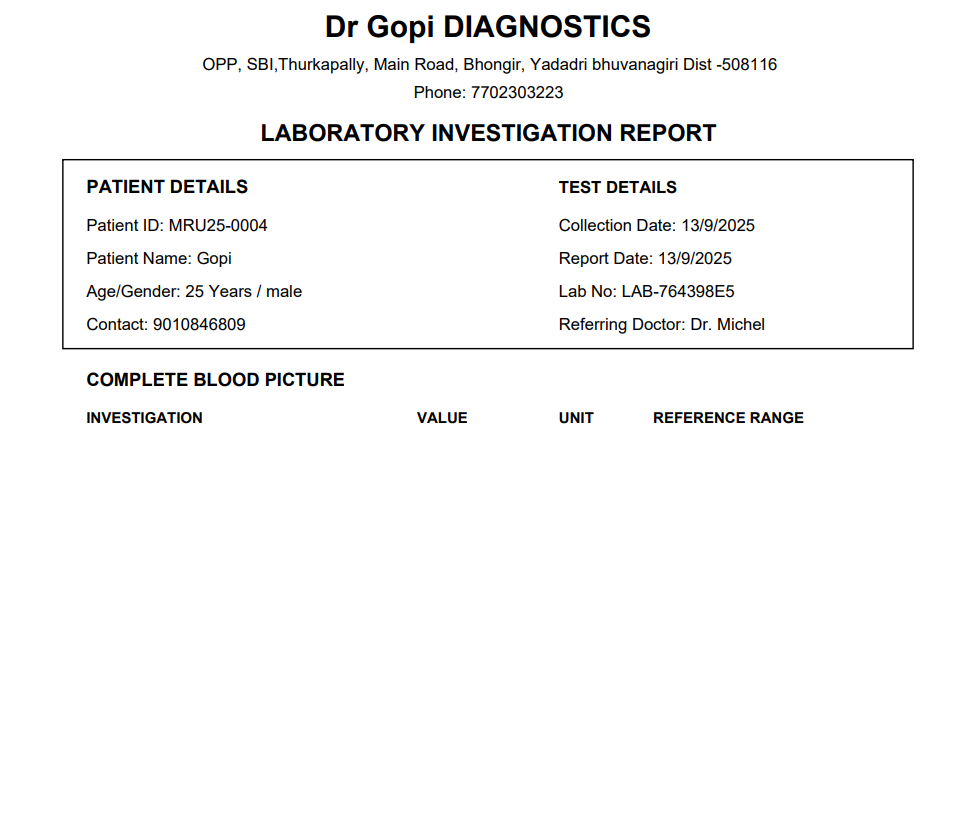 Dr Gopi DIAGNOSTICS
OPP, SBI,Thurkapally, Main Road, Bhongir, Yadadri bhuvanagiri Dist -508116
Phone: 7702303223
LABORATORY INVESTIGATION REPORT
PATIENT DETAILS
Patient ID: MRU25-0004
Patient Name: Gopi
Age/Gender: 25 Years / male
Contact: 9010846809
TEST DETAILS
Collection Date: 13/9/2025
Report Date: 13/9/2025
Lab No: LAB-764398E5
Referring Doctor: Dr. Michel
COMPLETE BLOOD PICTURE
INVESTIGATION VALUE UNIT REFERENCE RANGE